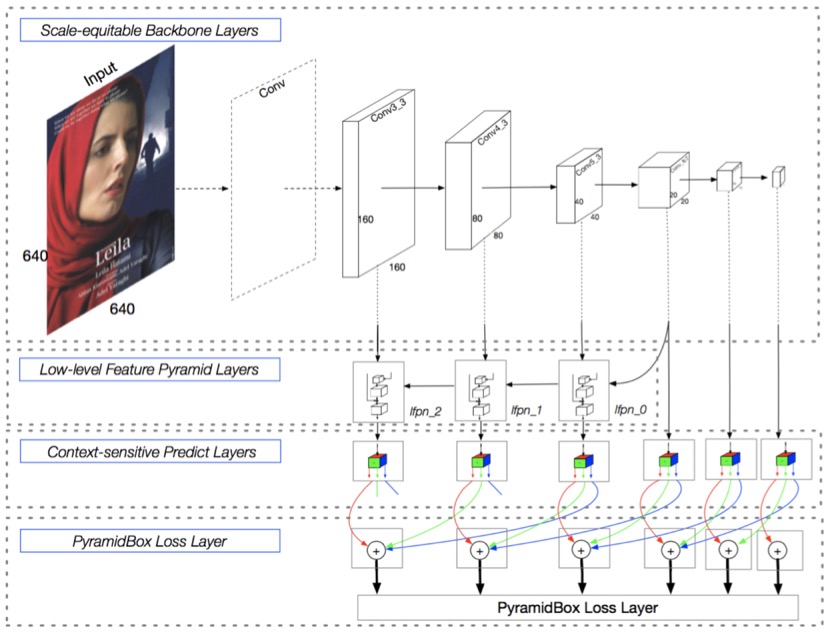 Scale-equitable Backbone Layers
Input
Conv
Conv3_3
Conv4_3
Conv5_3
160
160
80
80
40
40
20
20
Leila
Leila Hatami
640
640
Low-level Feature Pyramid Layers
lfpn_2
lfpn_1
lfpn_0
Context-sensitive Predict Layers
PyramidBox Loss Layer
+
+
+
+
+
+
PyramidBox Loss Layer